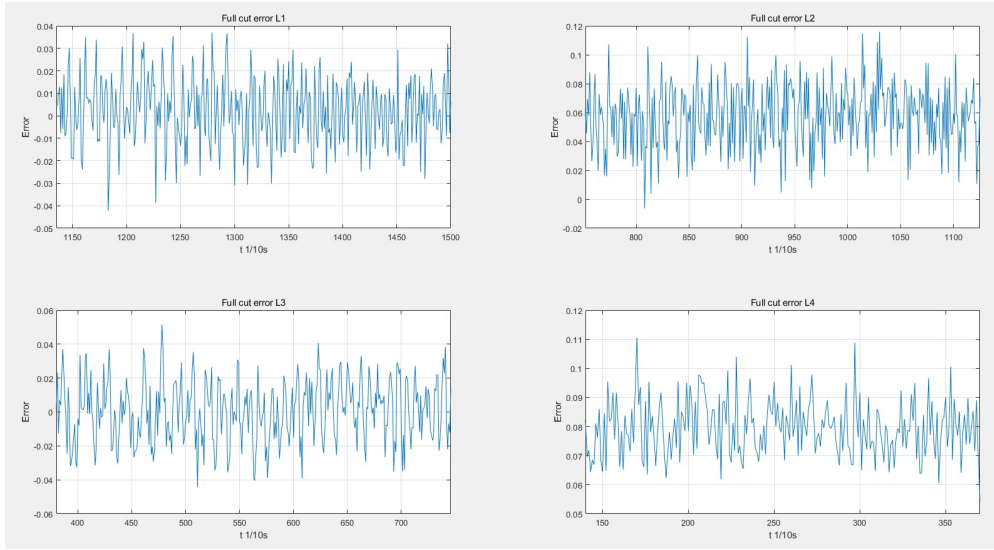 Full cut error L1
0.04
0.03
0.02
0.01
0
-0.01
-0.02
-0.03
-0.04
-0.05
Error
1150 1200 1250 1300 1350 1400 1450 1500
t 1/10s
Full cut error L2
0.12
0.1
0.08
0.06
0.04
0.02
0
-0.02
Error
800 850 900 950 1000 1050 1100
t 1/10s
Full cut error L3
0.06
0.04
0.02
0
-0.02
-0.04
-0.06
Error
400 450 500 550 600 650 700
t 1/10s
Full cut error L4
0.12
0.11
0.1
0.09
0.08
0.07
0.06
0.05
Error
150 200 250 300 350
t 1/10s